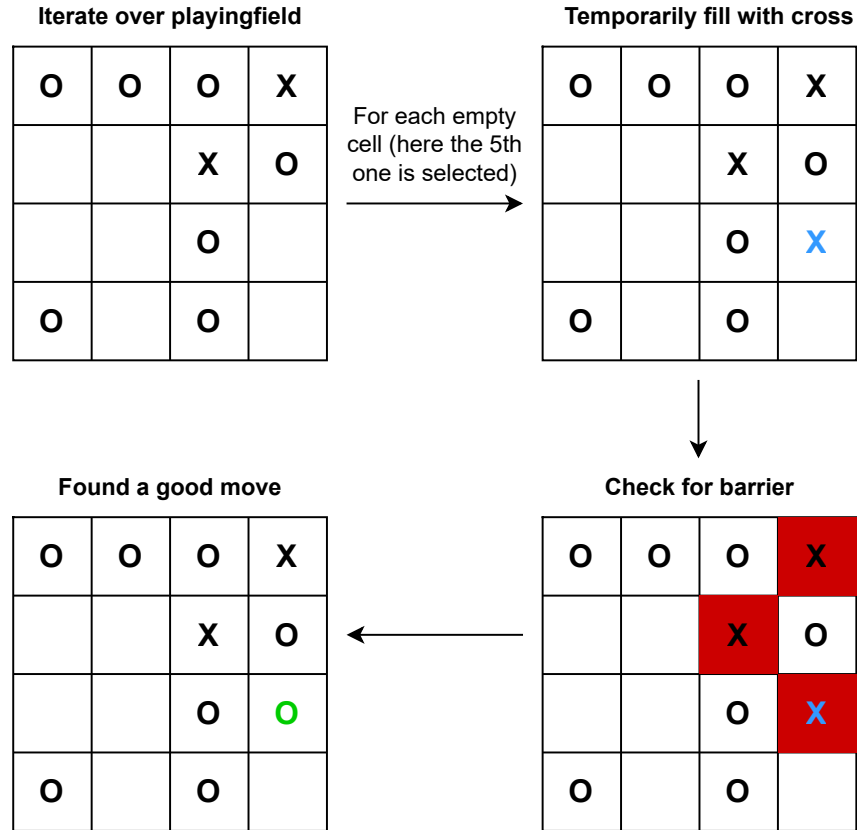 Iterate over playingfield
Temporarily fill with cross
O O O X
X O
O
O O
For each empty
cell (here the 5th
one is selected)
O O O X
X O
O X
O O
Found a good move
Check for barrier
O O O X
X O
O O
O O
O O O X
X O
O X
O O